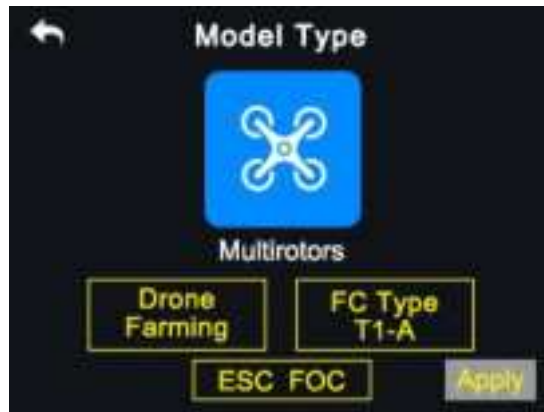 Model Type
Multirotors
Drone
Farming
FC Type
T1-A
ESC FOC
Apply